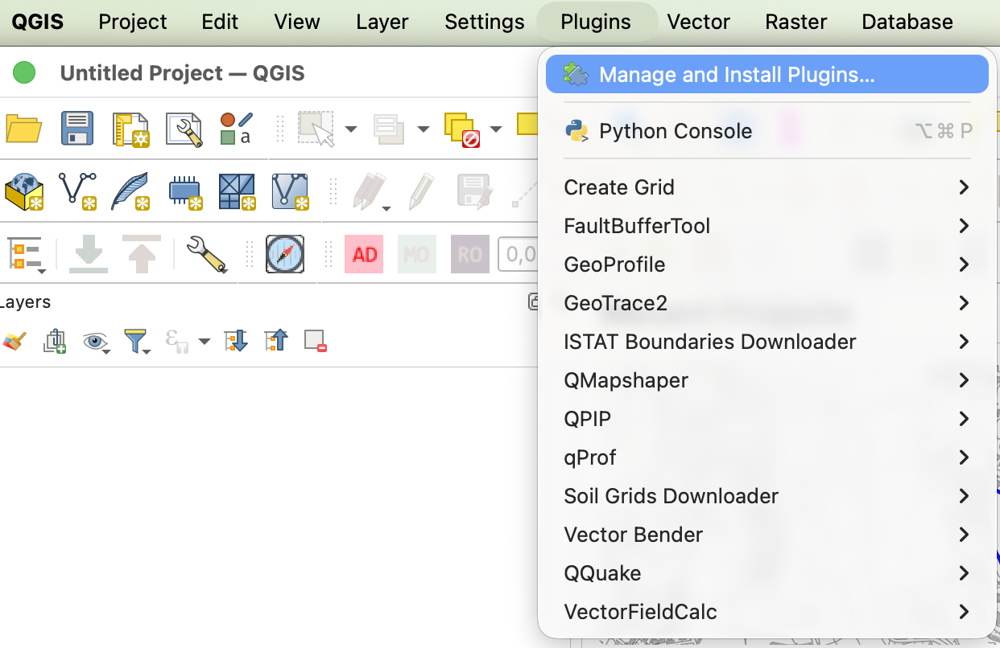 QGIS Project Edit View Layer Settings Plugins Vector Raster Database
Untitled Project — QGIS
Manage and Install Plugins...
Python Console ⌥⌘P
a
Create Grid
FaultBufferTool
GeoProfile
AD MO RO 0,0
GeoTrace2
Layers
ISTAT Boundaries Downloader
ε
QMapshaper
QPIP
qProf
Soil Grids Downloader
Vector Bender
QQuake
VectorFieldCalc